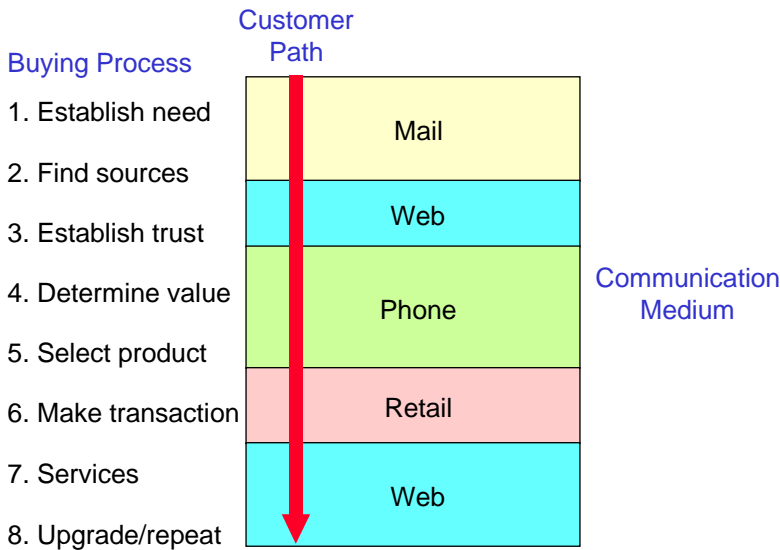 Customer
Path
Buying Process
1. Establish need
Mail
2. Find sources
Web
3. Establish trust
4. Determine value
Phone
Communication
Medium
5. Select product
6. Make transaction
Retail
7. Services
Web
8. Upgrade/repeat